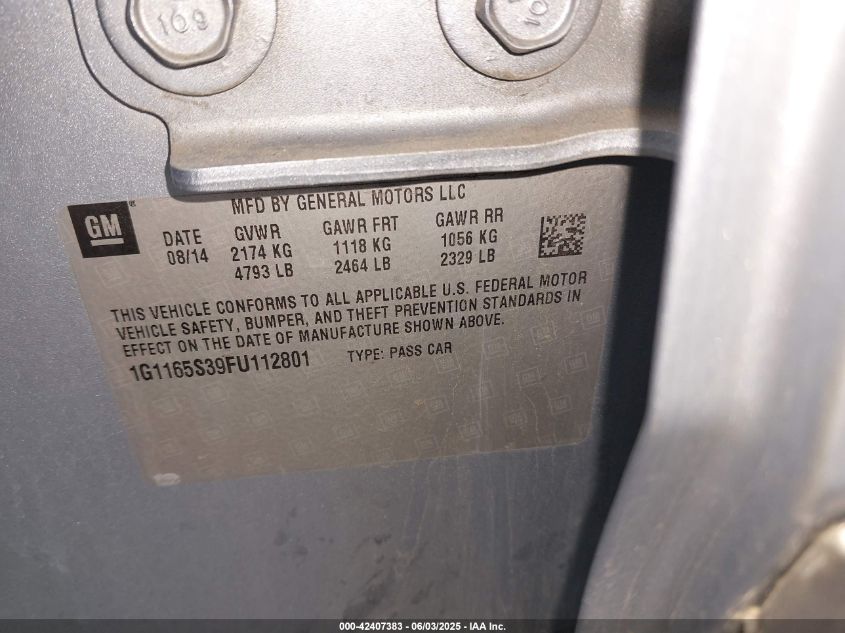 169
10
GM
MFD BY GENERAL MOTORS LLC
DATE GVWR GAWR FRT GAWR RR
08/14 2174 KG 1118 KG 1056 KG
4793 LB 2464 LB 2329 LB
THIS VEHICLE CONFORMS TO ALL APPLICABLE U.S. FEDERAL MOTOR
VEHICLE SAFETY, BUMPER, AND THEFT PREVENTION STANDARDS IN
EFFECT ON THE DATE OF MANUFACTURE SHOWN ABOVE.
1G1165S39FU112801 TYPE: PASS CAR
000-42407383 - 06/03/2025 - IAA Inc.